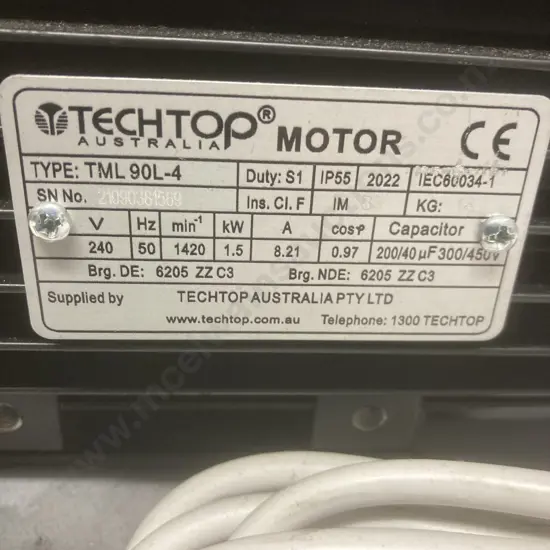 TECHTOP® MOTOR CE
AUSTRALIA
TYPE: TML 90L-4 Duty: S1 IP55 2022 IEC60034-1
SN No. 21090361569 Ins. Cl. F IM KG:
V Hz min⁻¹ kW A cosφ Capacitor
240 50 1420 1.5 8.21 0.97 200/40 µF 300/450V
Brg. DE: 6205 ZZ C3 Brg. NDE: 6205 ZZ C3
Supplied by TECHTOP AUSTRALIA PTY LTD
www.techtop.com.au Telephone: 1300 TECHTOP